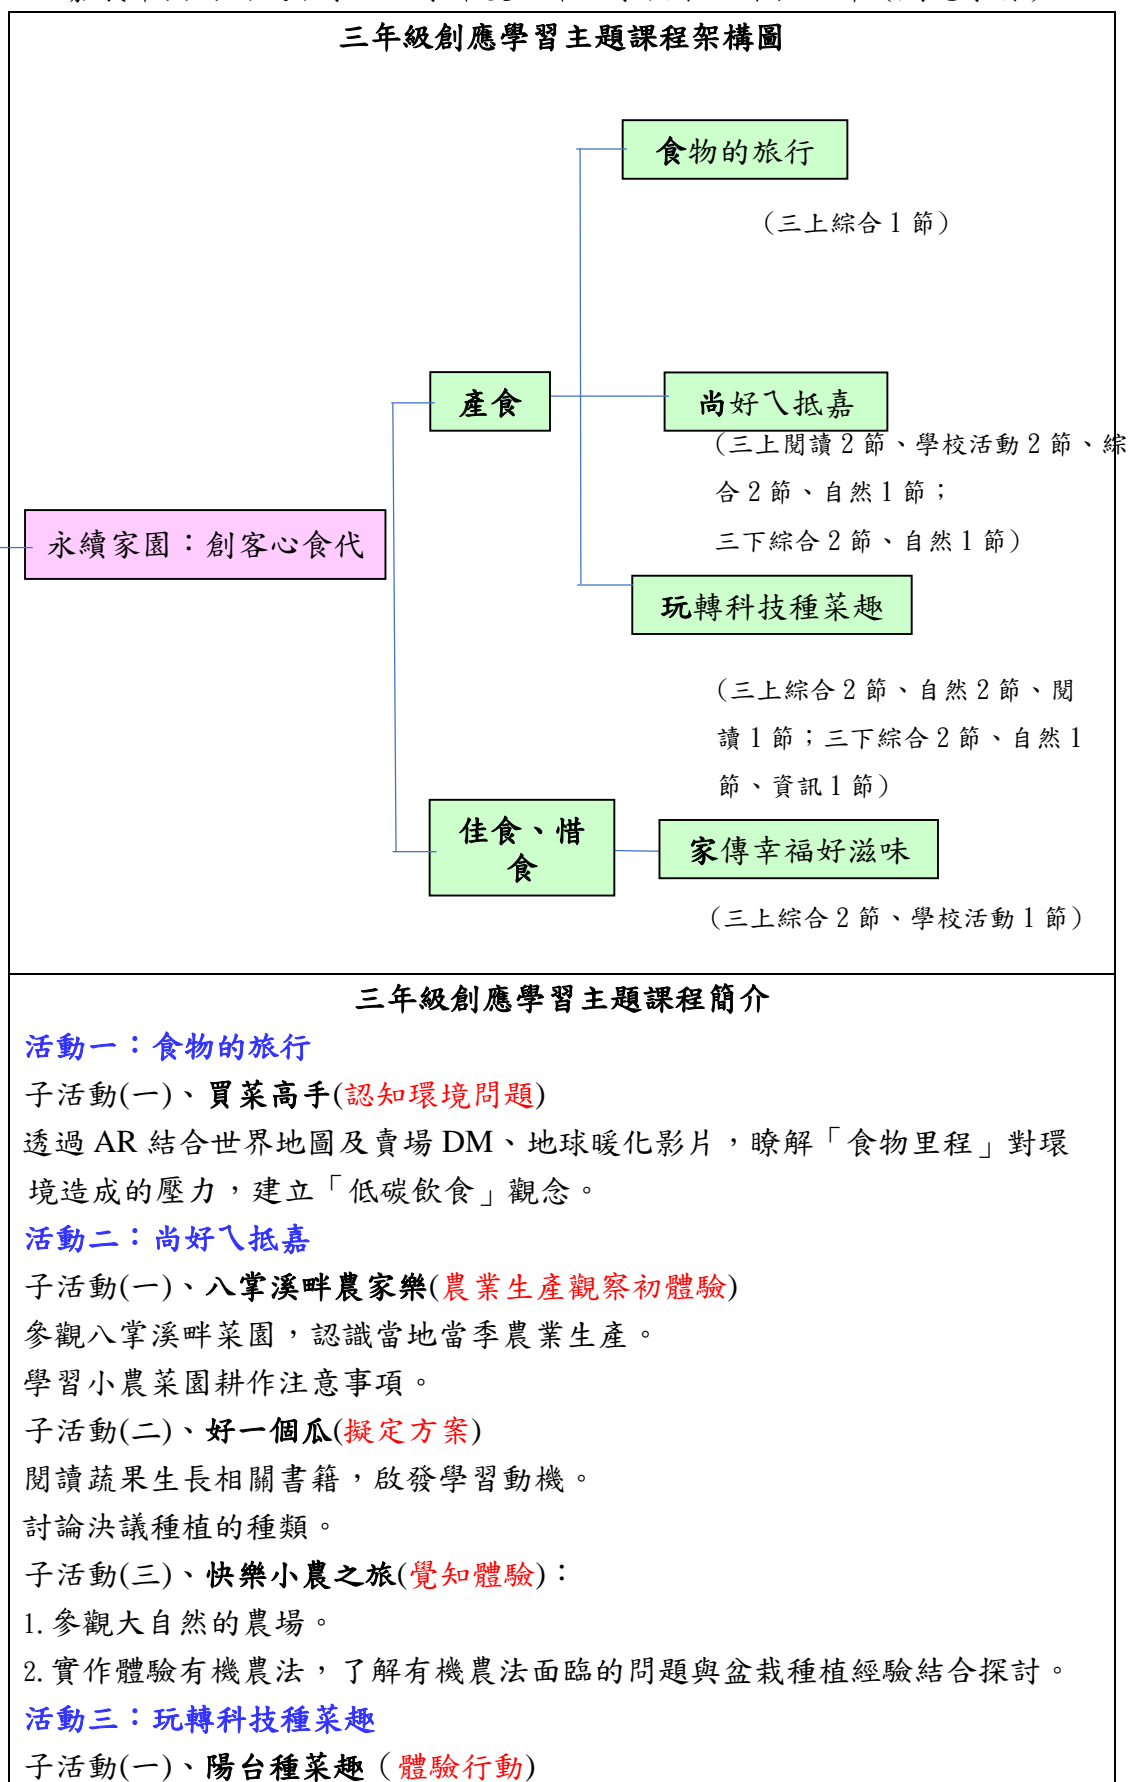 三年級創應學習主題課程架構圖
食物的旅行
(三上綜合 1 節)
產食
尚好ㄟ抵嘉
(三上閱讀 2 節、學校活動 2 節、綜
合 2 節、自然 1 節；
三下綜合 2 節、自然 1 節)
永續家園：創客心食代
玩轉科技種菜趣
(三上綜合 2 節、自然 2 節、閱
讀 1 節；三下綜合 2 節、自然 1
節、資訊 1 節)
佳食、惜
食
家傳幸福好滋味
(三上綜合 2 節、學校活動 1 節)
三年級創應學習主題課程簡介
活動一：食物的旅行
子活動(一)、買菜高手(認知環境問題)
透過 AR 結合世界地圖及賣場 DM、地球暖化影片，瞭解「食物里程」對環
境造成的壓力，建立「低碳飲食」觀念。
活動二：尚好ㄟ抵嘉
子活動(一)、八掌溪畔農家樂(農業生產觀察初體驗)
參觀八掌溪畔菜園，認識當地當季農業生產。
學習小農菜園耕作注意事項。
子活動(二)、好一個瓜(擬定方案)
閱讀蔬果生長相關書籍，啟發學習動機。
討論決議種植的種類。
子活動(三)、快樂小農之旅(覺知體驗)：
1. 參觀大自然的農場。
2. 實作體驗有機農法，了解有機農法面臨的問題與盆栽種植經驗結合探討。
活動三：玩轉科技種菜趣
子活動(一)、陽台種菜趣（體驗行動)